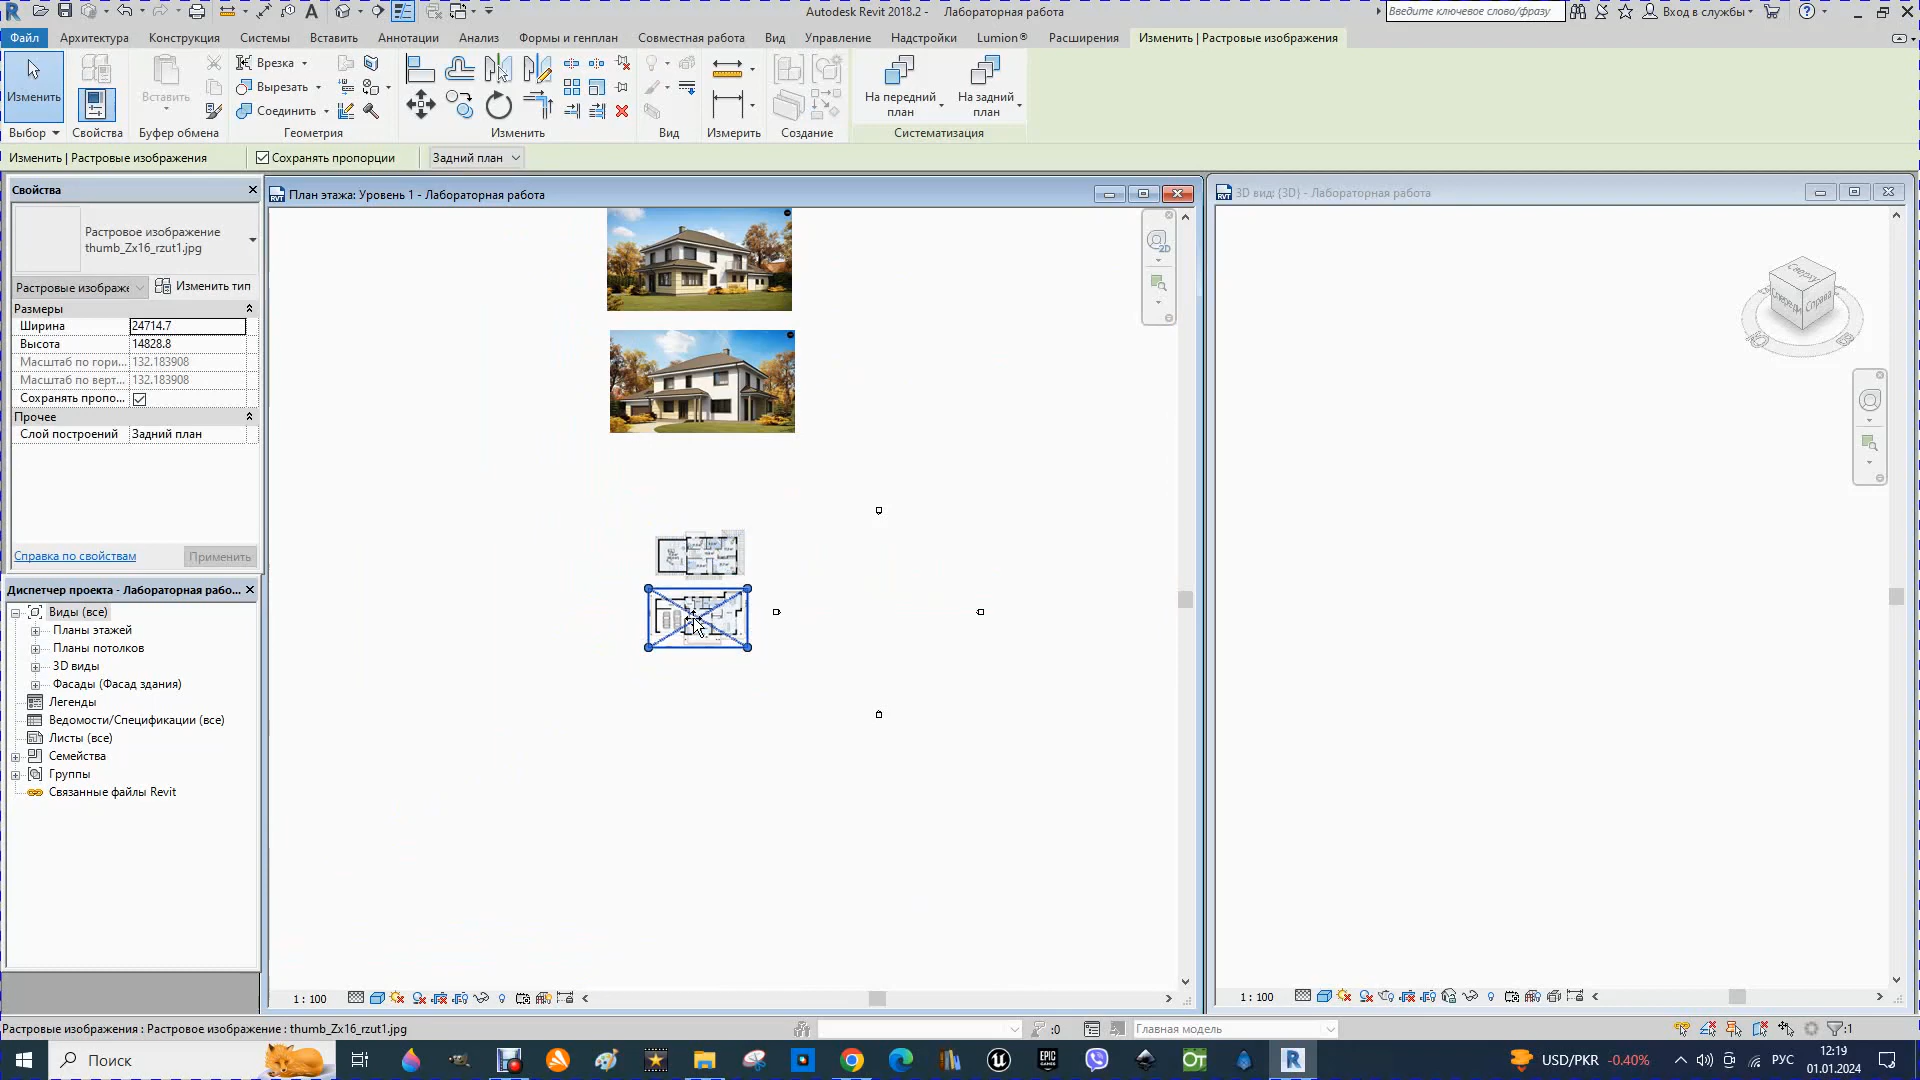 Autodesk Revit 2018.2 - Лабораторная работа
Введите ключевое слово/фразу
Вход в службы
Файл Архитектура Конструкция Системы Вставить Аннотации Анализ Формы и генплан Совместная работа Вид Управление Надстройки Lumion® Расширения Изменить | Растровые изображения
Изменить
Вставить
Врезка
Вырезать
Соединить
На передний план
На задний план
Выбор Свойства Буфер обмена Геометрия Изменить Вид Измерить Создание Систематизация
Изменить | Растровые изображения
Сохранять пропорции
Задний план
Свойства
Растровое изображение
thumb_Zx16_rzut1.jpg
Растровые изображе
Изменить тип
Размеры
Ширина 24714.7
Высота 14828.8
Масштаб по гори... 132.183908
Масштаб по верт... 132.183908
Сохранять пропо...
Прочее
Слой построений Задний план
Справка по свойствам
Применить
Диспетчер проекта - Лабораторная рабо...
Виды (все)
Планы этажей
Планы потолков
3D виды
Фасады (Фасад здания)
Легенды
Ведомости/Спецификации (все)
Листы (все)
Семейства
Группы
Связанные файлы Revit
План этажа: Уровень 1 - Лабораторная работа
2D
1 : 100
3D вид: {3D} - Лабораторная работа
Сверху
Спереди
Справа
1 : 100
Растровые изображения : Растровое изображение : thumb_Zx16_rzut1.jpg
:0
Главная модель
:1
Поиск
USD/PKR -0.40%
РУС
12:19
01.01.2024